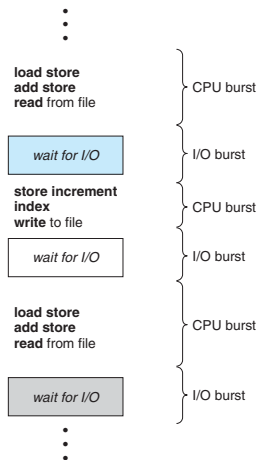 load store
add store
read from file
CPU burst
wait for I/O
I/O burst
store increment
index
write to file
CPU burst
wait for I/O
I/O burst
load store
add store
read from file
CPU burst
wait for I/O
I/O burst